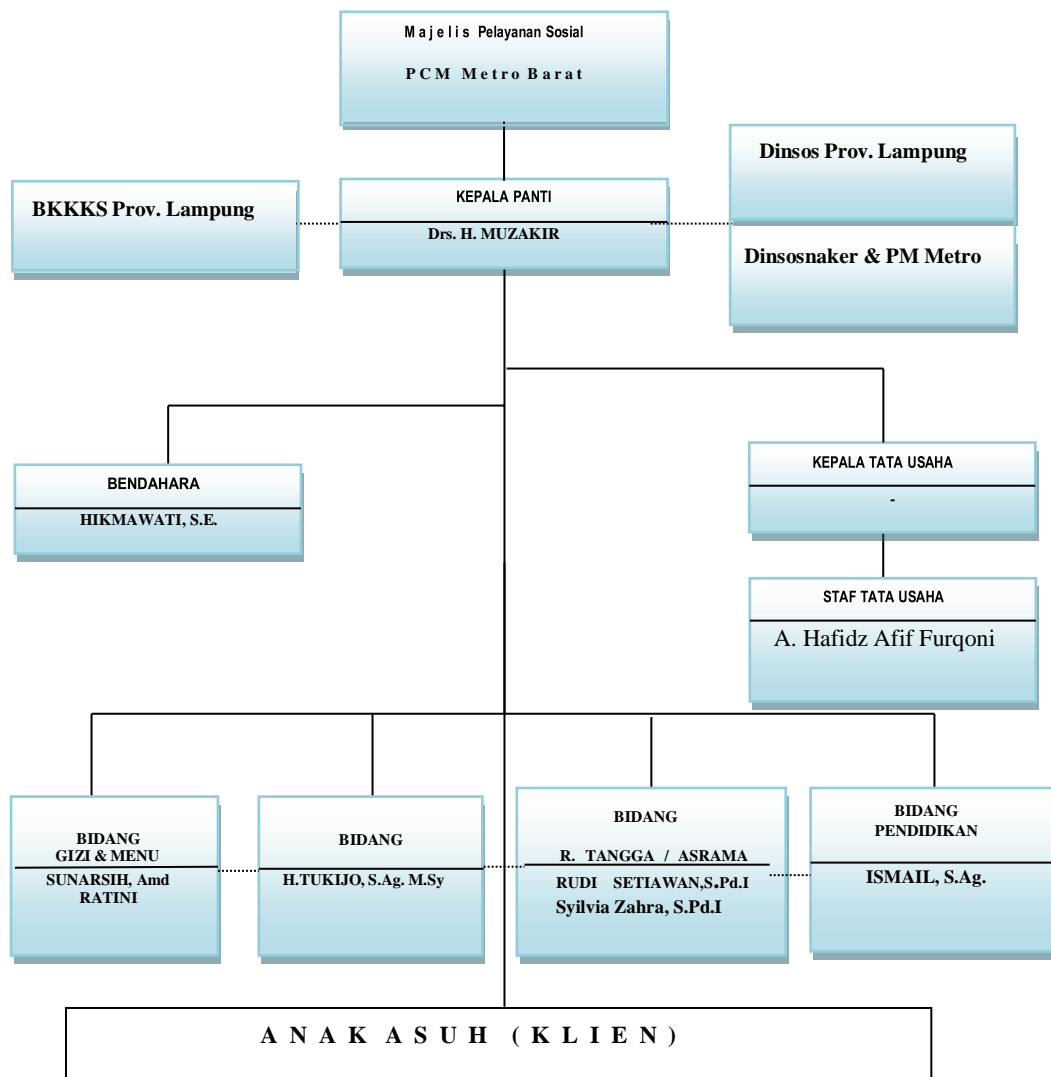 Majelis Pelayanan Sosial
PCM Metro Barat
Dinsos Prov. Lampung
BKKKS Prov. Lampung
KEPALA PANTI
Drs. H. MUZAKIR
Dinsosnaker & PM Metro
BENDAHARA
HIKMAWATI, S.E.
KEPALA TATA USAHA
-
STAF TATA USAHA
A. Hafidz Afif Furqoni
BIDANG
GIZI & MENU
SUNARSIH, Amd
RATINI
BIDANG
H.TUKIJO, S.Ag. M.Sy
BIDANG
R. TANGGA / ASRAMA
RUDI SETIAWAN,S.Pd.I
Syilvia Zahra, S.Pd.I
BIDANG
PENDIDIKAN
ISMAIL, S.Ag.
ANAK ASUH (KLIEN)